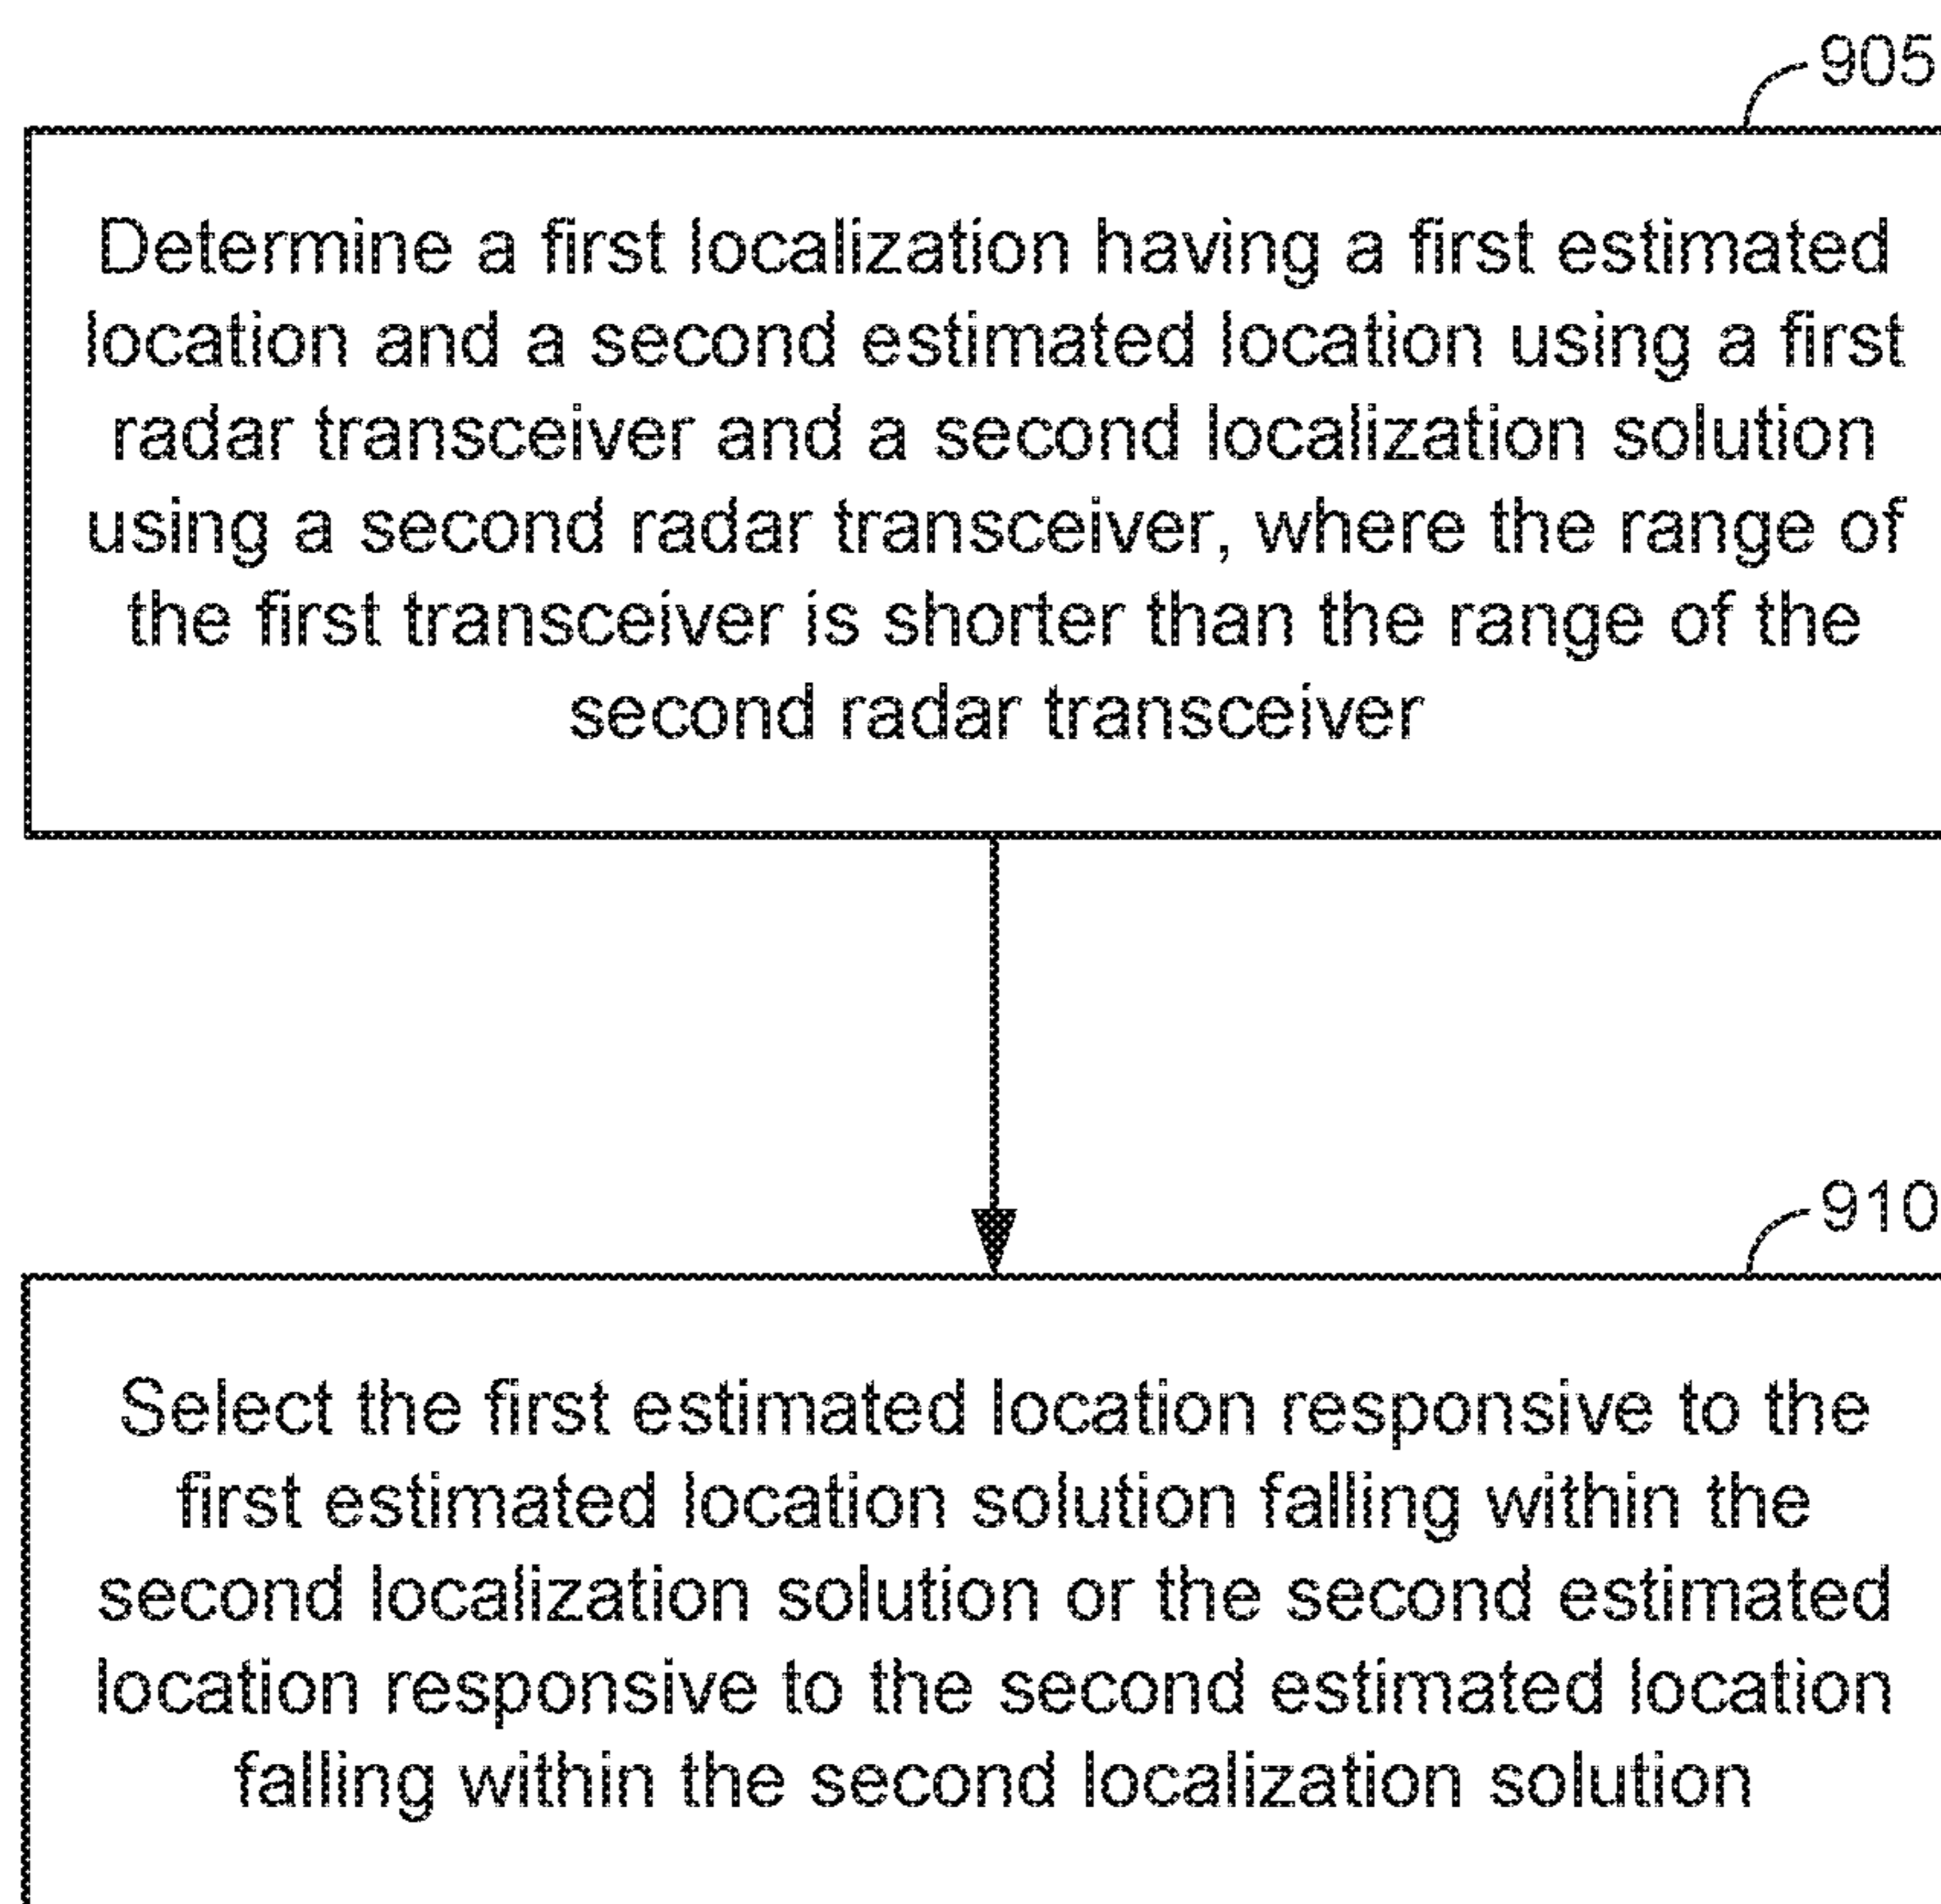 905
Determine a first localization having a first estimated
location and a second estimated location using a first
radar transceiver and a second localization solution
using a second radar transceiver, where the range of
the first transceiver is shorter than the range of the
second radar transceiver
910
Select the first estimated location responsive to the
first estimated location solution falling within the
second localization solution or the second estimated
location responsive to the second estimated location
falling within the second localization solution